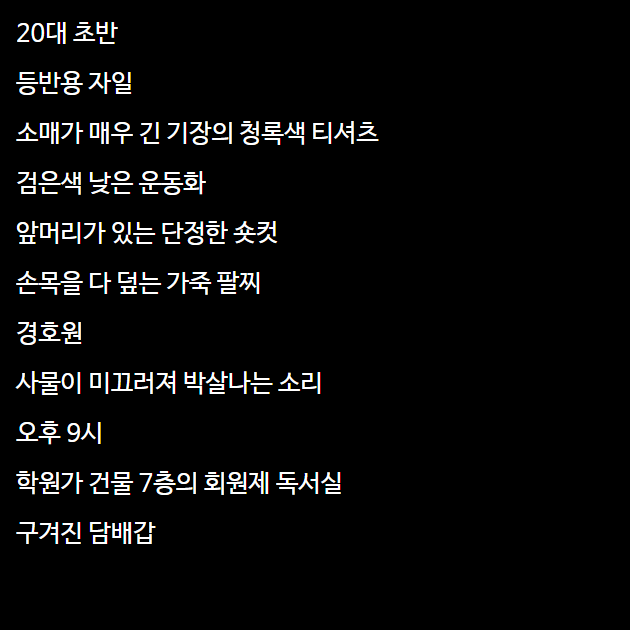 20대 초반
등반용 자일
소매가 매우 긴 기장의 청록색 티셔츠
검은색 낮은 운동화
앞머리가 있는 단정한 숏컷
손목을 다 덮는 가죽 팔찌
경호원
사물이 미끄러져 박살나는 소리
오후 9시
학원가 건물 7층의 회원제 독서실
구겨진 담배갑